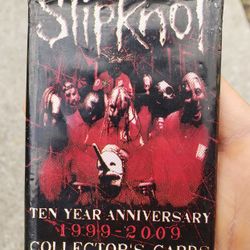 SLIPKNOT
TEN YEAR ANNIVERSARY
1999-2009
COLLECTOR'S CARDS